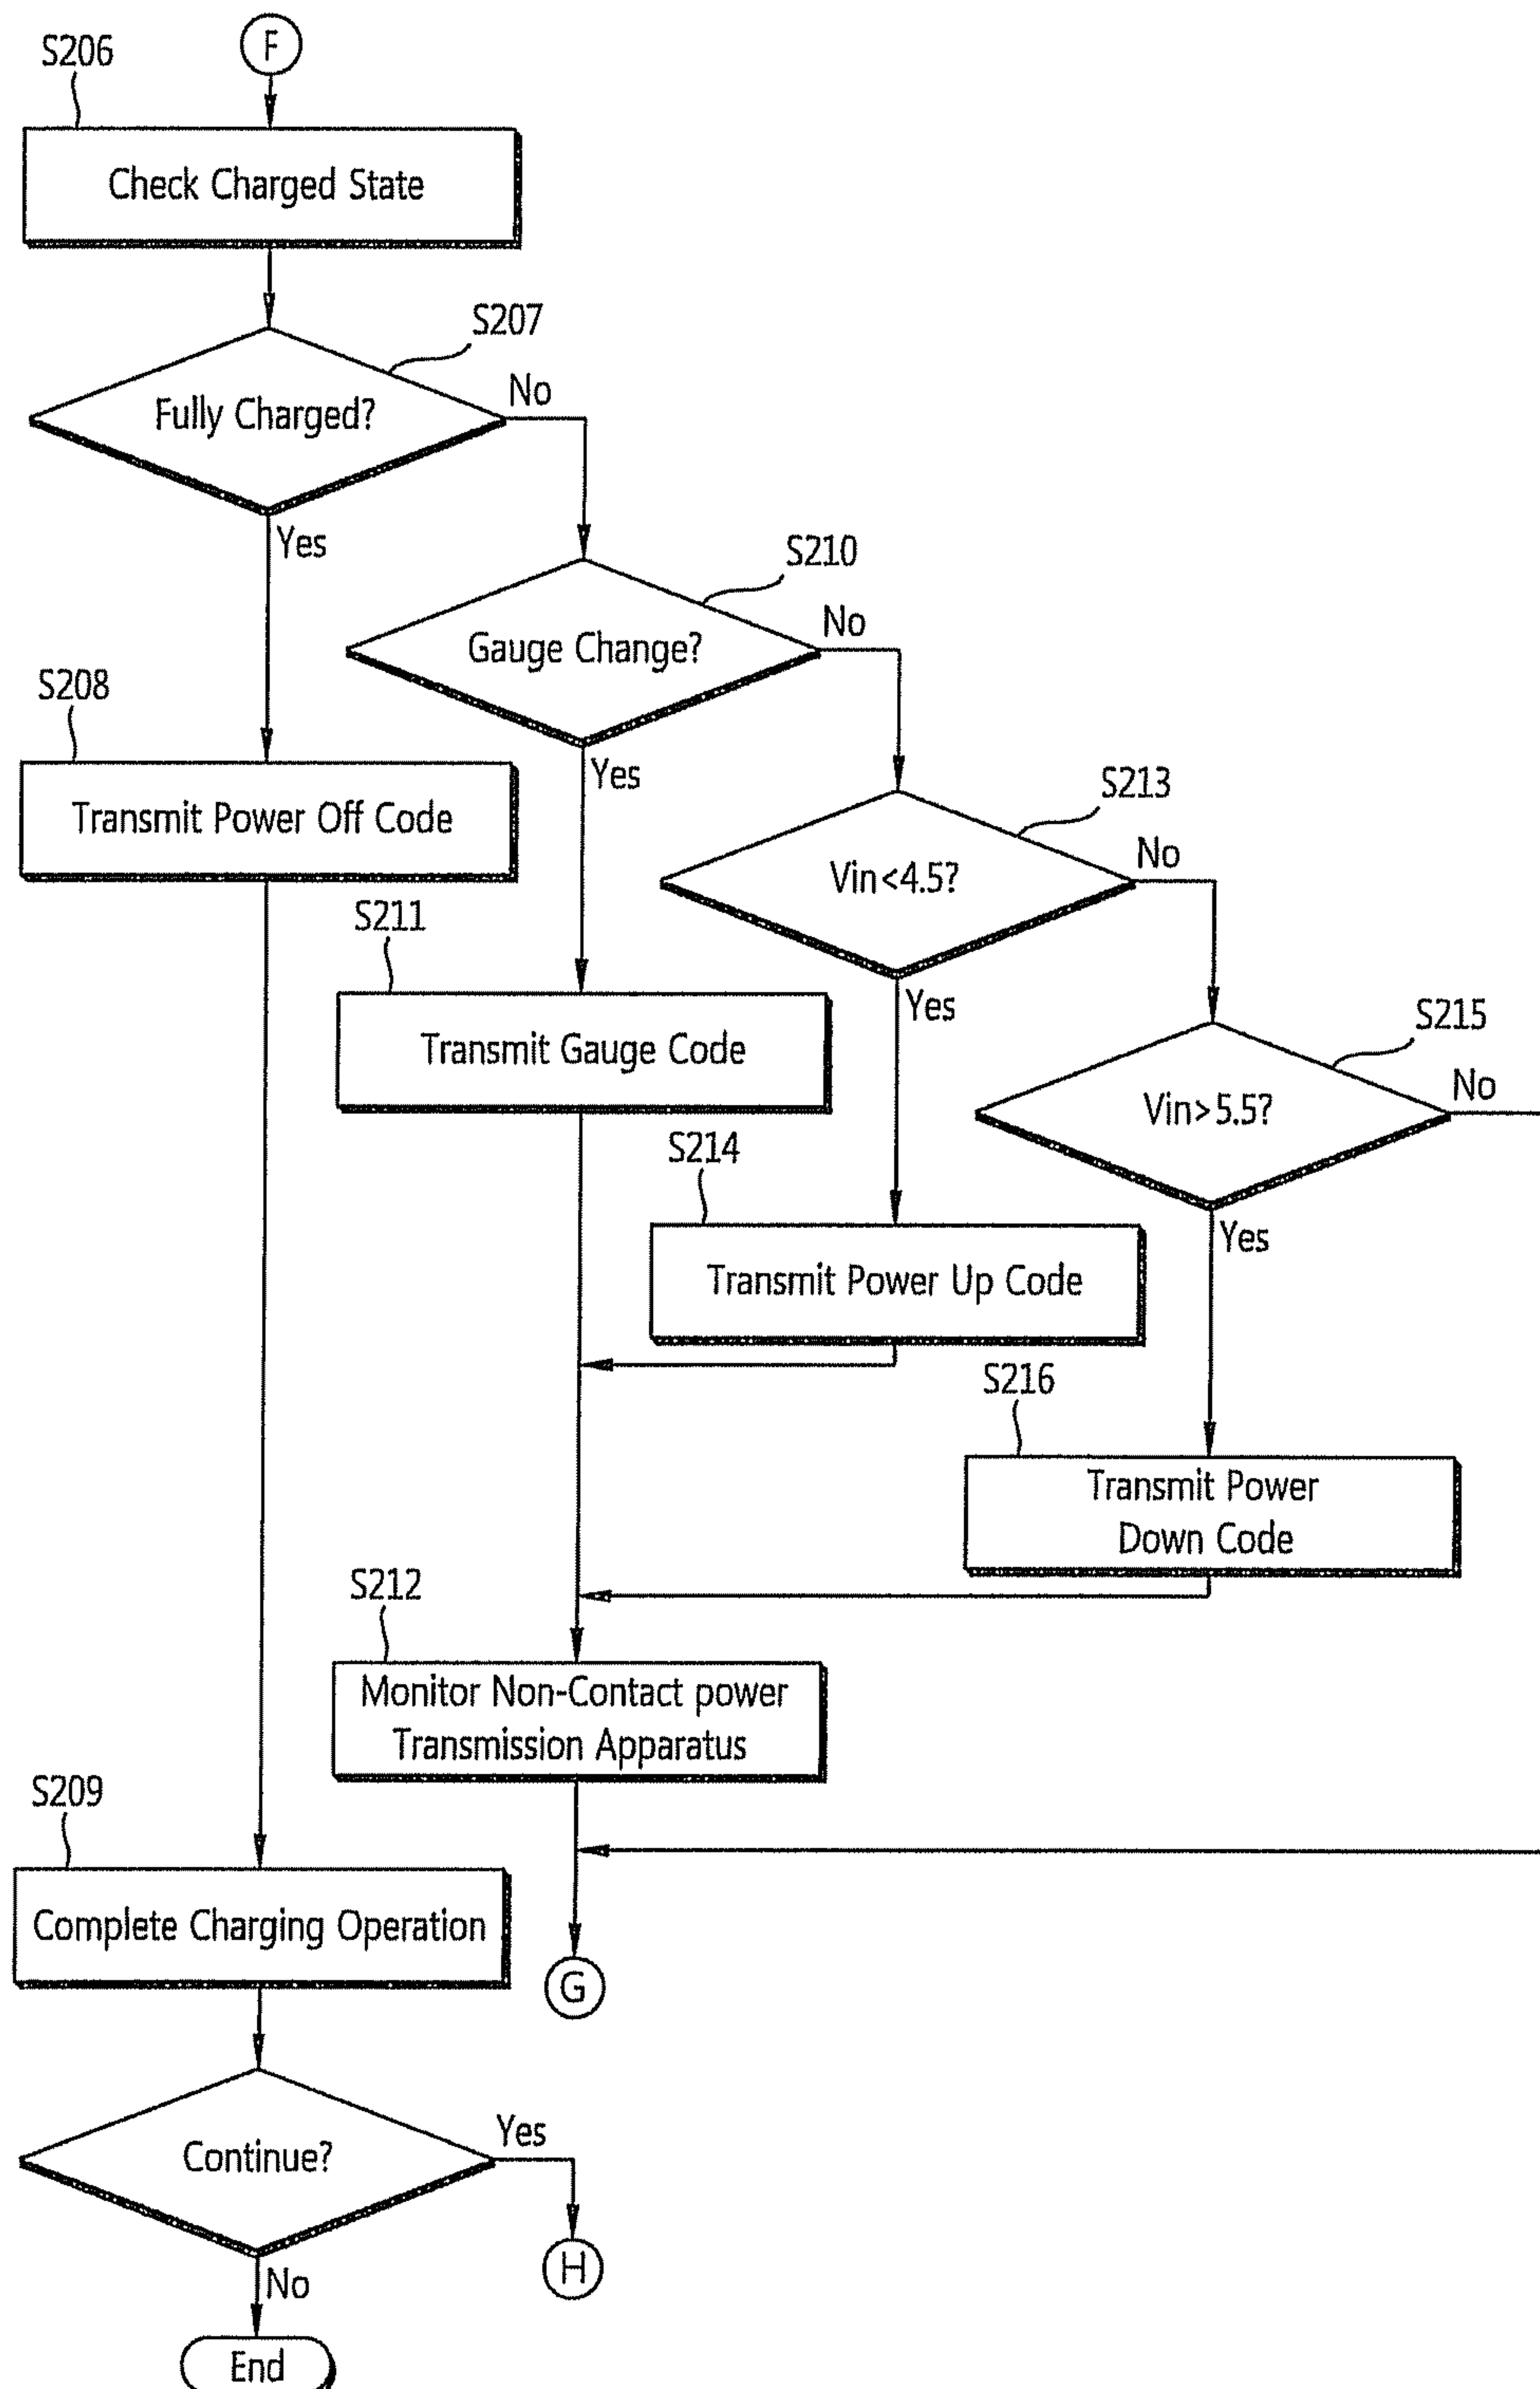 F
S206
Check Charged State
S207
Fully Charged?
No
Yes
S210
Gauge Change?
No
Yes
S208
Transmit Power Off Code
S213
Vin<4.5?
No
Yes
S211
Transmit Gauge Code
S215
Vin>5.5?
No
Yes
S214
Transmit Power Up Code
S216
Transmit Power
Down Code
S212
Monitor Non-Contact power
Transmission Apparatus
S209
Complete Charging Operation
G
Continue?
Yes
H
No
End